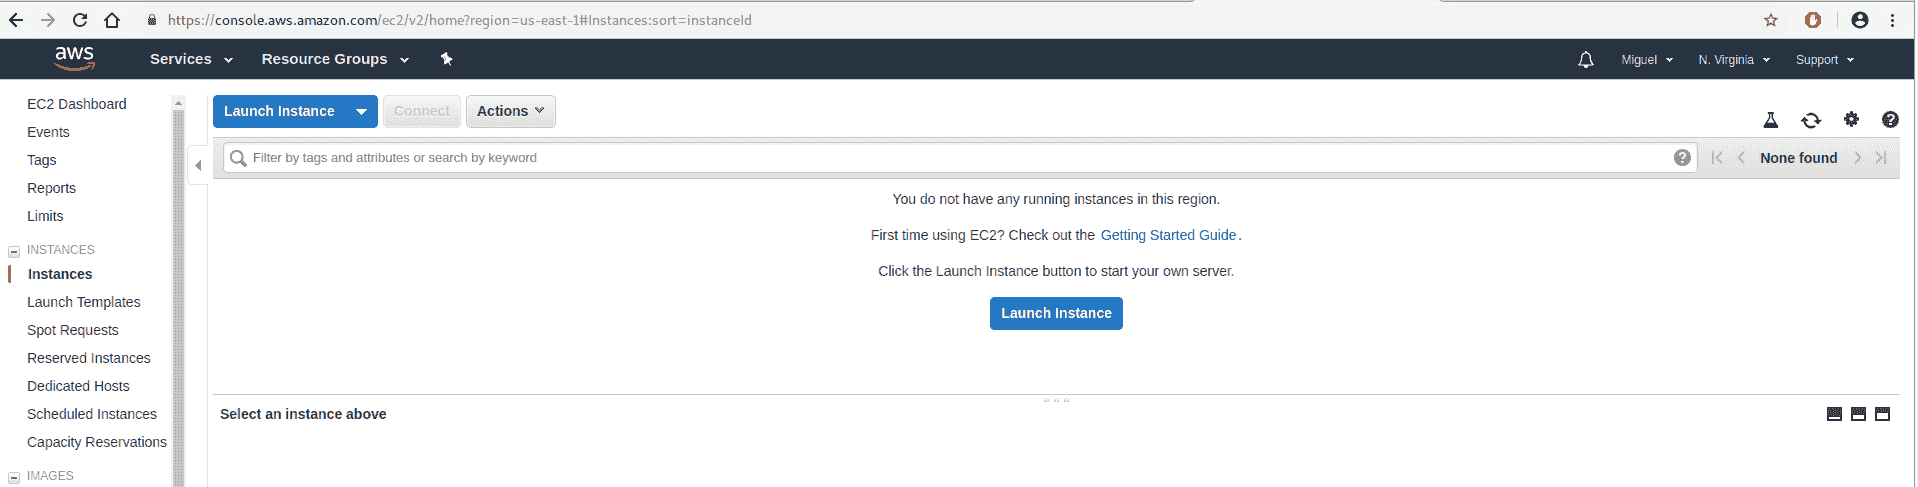 https://console.aws.amazon.com/ec2/v2/home?region=us-east-1#Instances:sort=instanceId
aws Services Resource Groups Miguel N. Virginia Support
EC2 Dashboard
Events
Tags
Reports
Limits
INSTANCES
Instances
Launch Templates
Spot Requests
Reserved Instances
Dedicated Hosts
Scheduled Instances
Capacity Reservations
IMAGES
Launch Instance Connect Actions
Filter by tags and attributes or search by keyword None found
You do not have any running instances in this region.
First time using EC2? Check out the Getting Started Guide.
Click the Launch Instance button to start your own server.
Launch Instance
Select an instance above